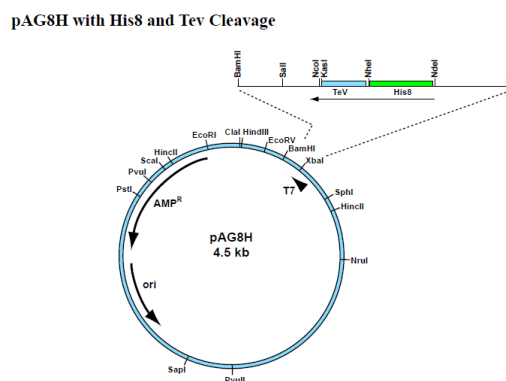 pAG8H with His8 and Tev Cleavage
BamHI
SalI
NcoI
KasI
NheI
NdeI
TeV
His8
EcoRI
ClaI
HindIII
EcoRV
BamHI
XbaI
HincII
ScaI
PvuI
PstI
T7
SphI
HincII
AMPR
pAG8H
4.5 kb
NruI
ori
SapI
PvuII